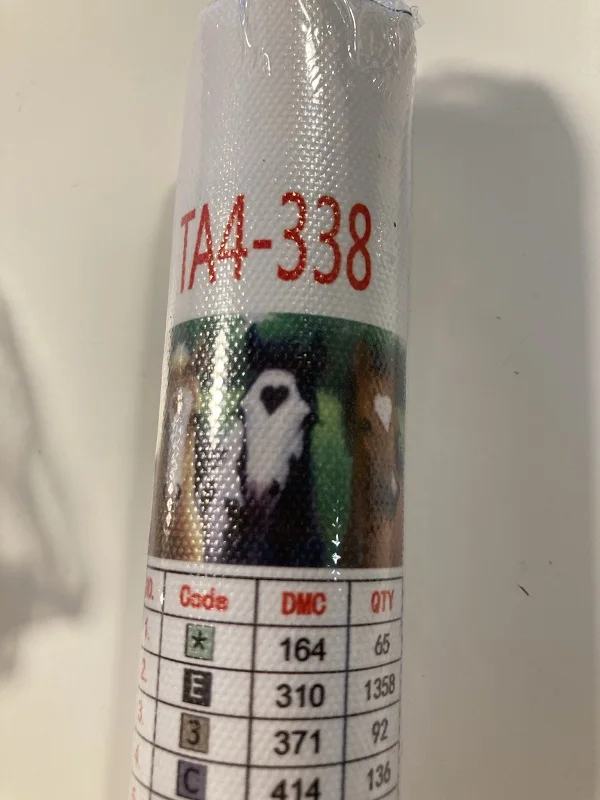 TA4-338
Code DMC QTY
1. * 164 65
2. E 310 1358
3. 3 371 92
4. C 414 136